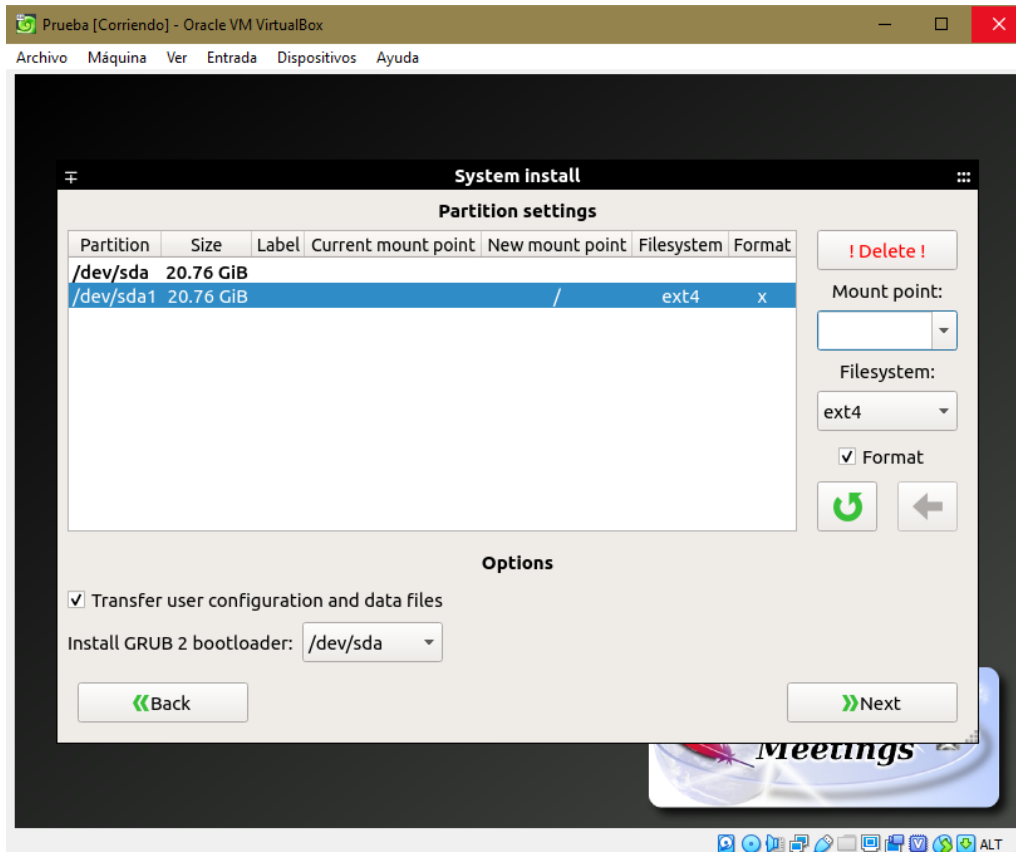 Prueba [Corriendo] - Oracle VM VirtualBox
Archivo Máquina Ver Entrada Dispositivos Ayuda
System install
Partition settings
Partition Size Label Current mount point New mount point Filesystem Format
/dev/sda 20.76 GiB
/dev/sda1 20.76 GiB / ext4 x
! Delete !
Mount point:
Filesystem:
ext4
Format
Options
Transfer user configuration and data files
Install GRUB 2 bootloader: /dev/sda
Back
Next
Meetings
ALT